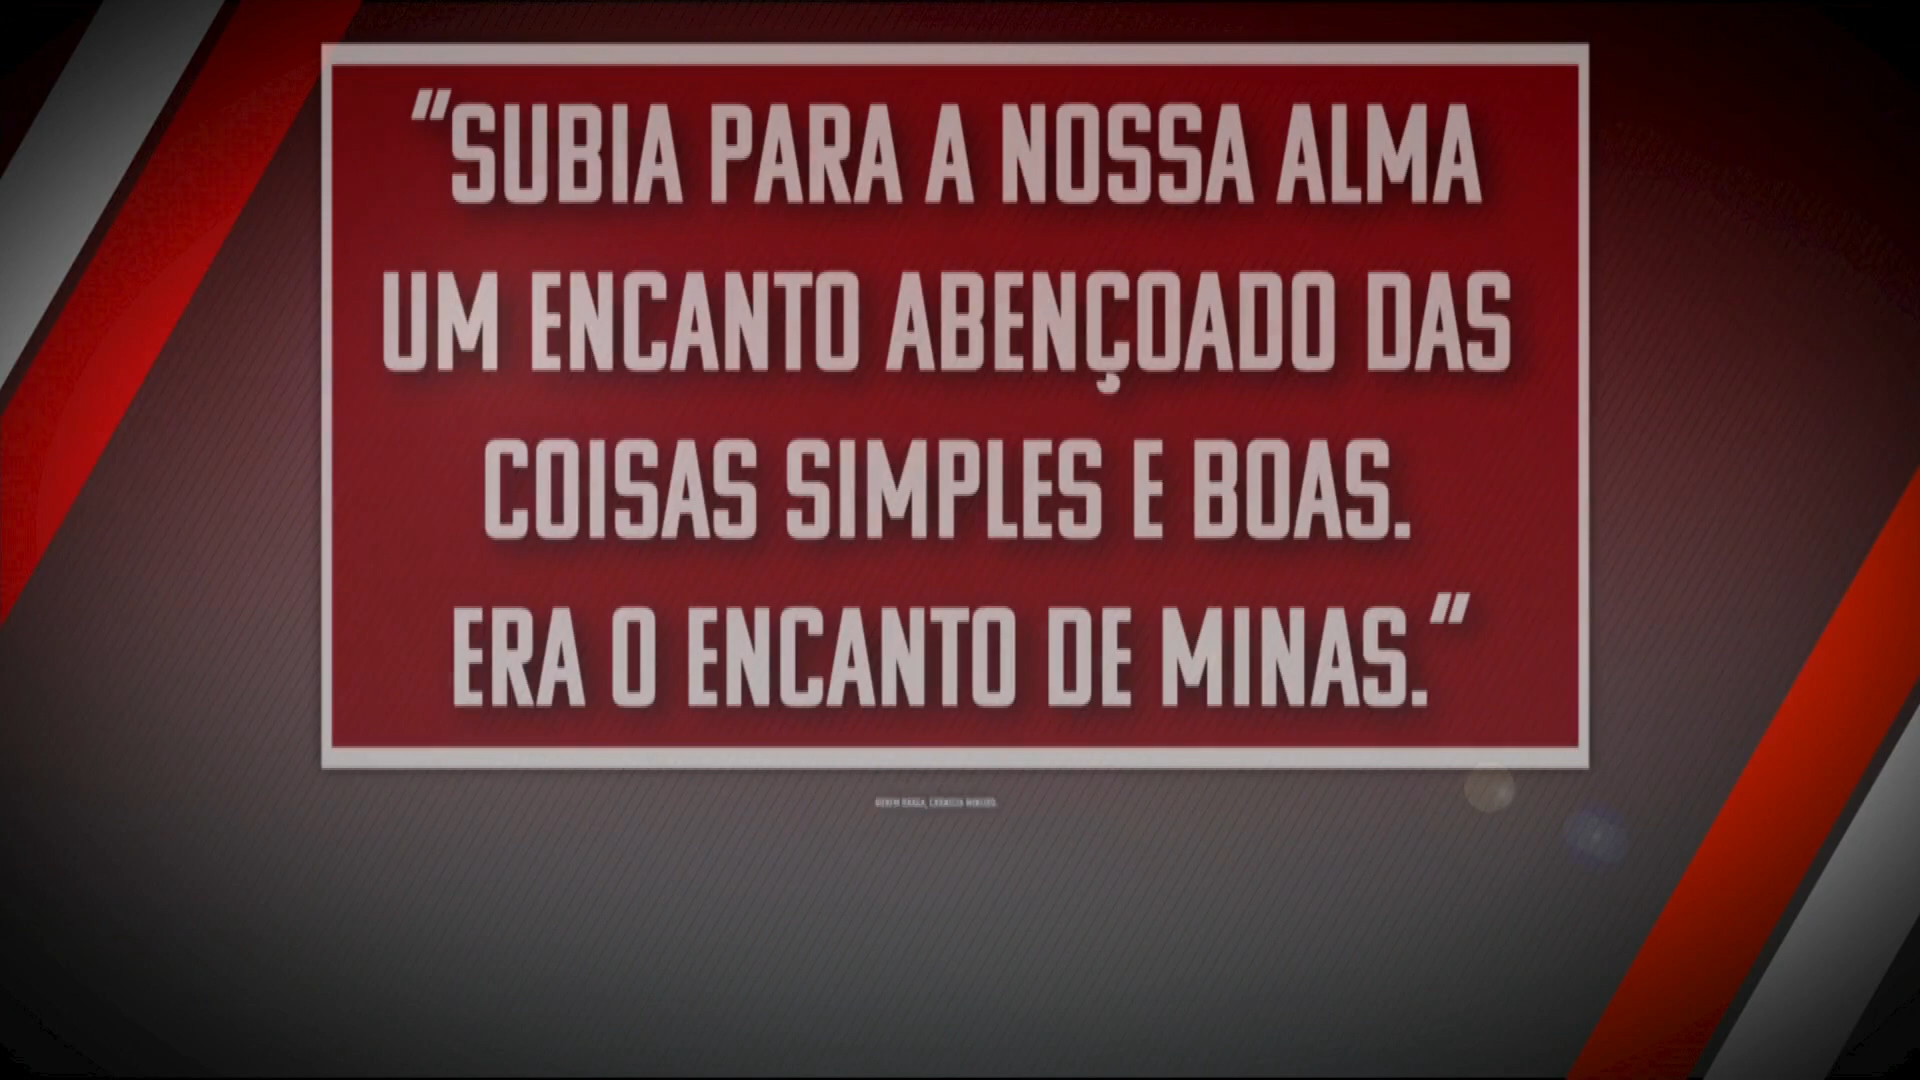 “SUBIA PARA A NOSSA ALMA
UM ENCANTO ABENÇOADO DAS
COISAS SIMPLES E BOAS.
ERA O ENCANTO DE MINAS.“